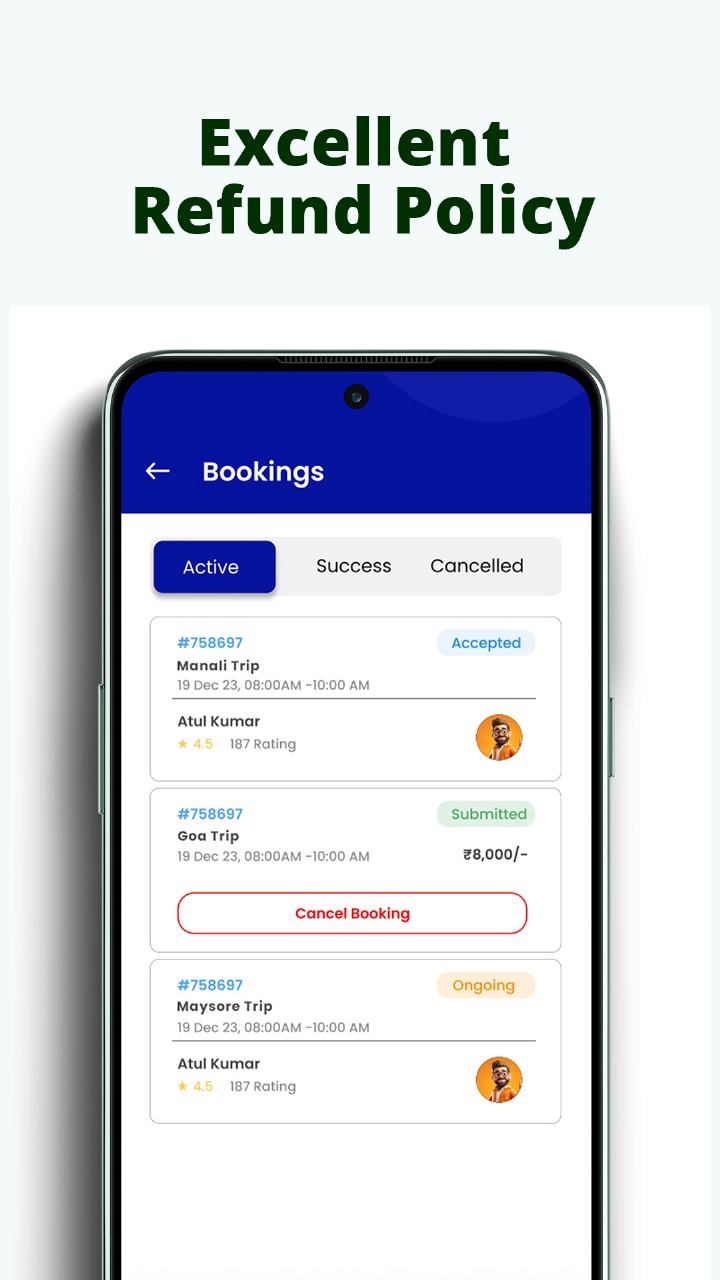 Excellent
Refund Policy
Bookings
Active Success Cancelled
#758697 Accepted
Manali Trip
19 Dec 23, 08:00AM -10:00 AM
Atul Kumar
★ 4.5 187 Rating
#758697 Submitted
Goa Trip
19 Dec 23, 08:00AM -10:00 AM ₹8,000/-
Cancel Booking
#758697 Ongoing
Maysore Trip
19 Dec 23, 08:00AM -10:00 AM
Atul Kumar
★ 4.5 187 Rating